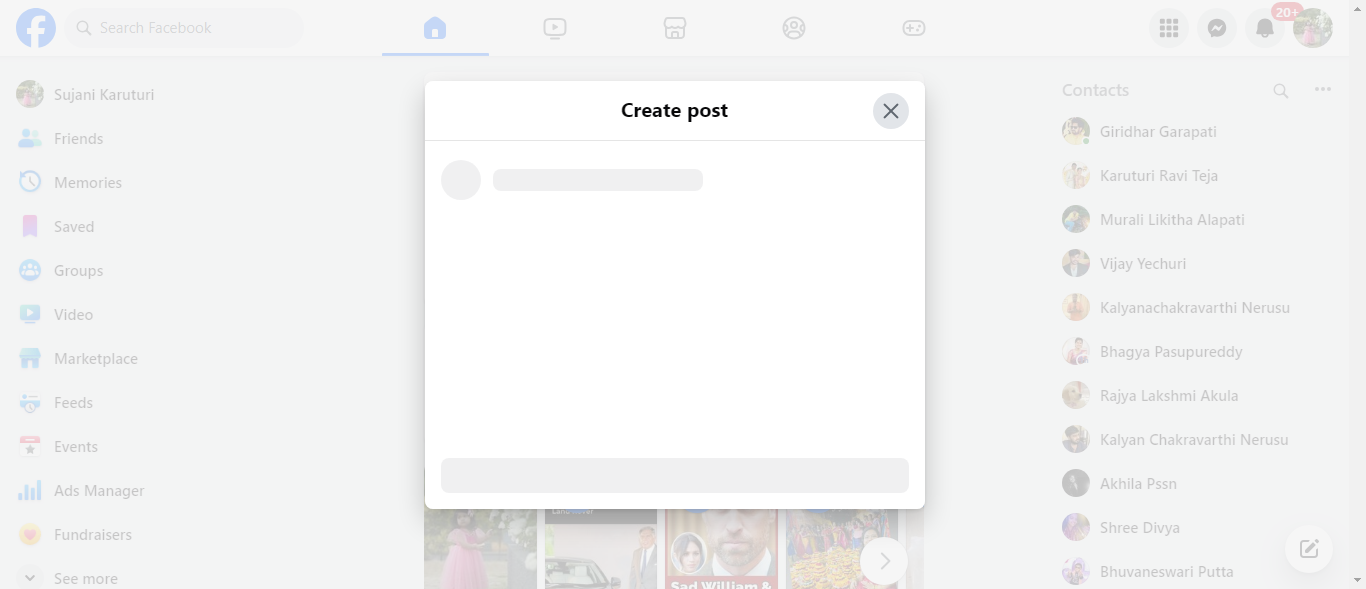 Search Facebook
20+
Sujani Karuturi
Friends
Memories
Saved
Groups
Video
Marketplace
Feeds
Events
Ads Manager
Fundraisers
See more
Create post
Sad William &
Contacts
Giridhar Garapati
Karuturi Ravi Teja
Murali Likitha Alapati
Vijay Yechuri
Kalyanachakravarthi Nerusu
Bhagya Pasupureddy
Rajya Lakshmi Akula
Kalyan Chakravarthi Nerusu
Akhila Pssn
Shree Divya
Bhuvaneswari Putta